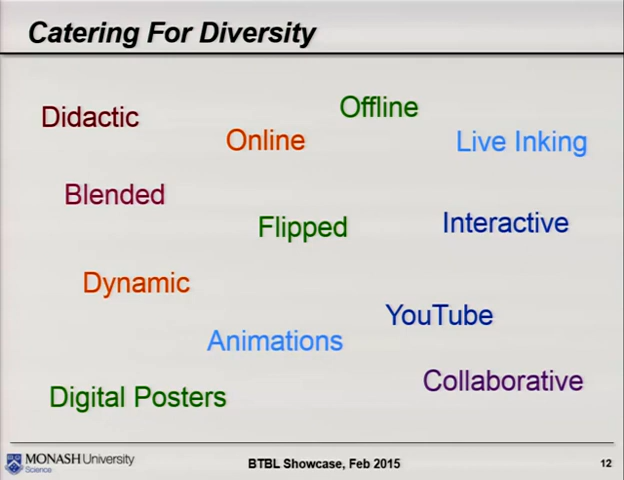 Catering For Diversity
Didactic
Offline
Online
Live Inking
Blended
Flipped
Interactive
Dynamic
YouTube
Animations
Collaborative
Digital Posters
MONASH University
Science
BTBL Showcase, Feb 2015
12